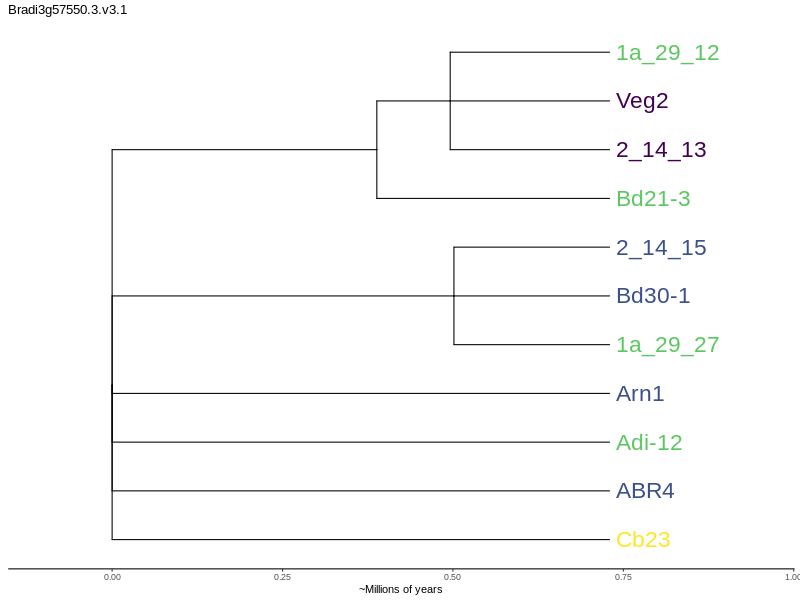 Bradi3g57550.3.v3.1
1a_29_12
Veg2
2_14_13
Bd21-3
2_14_15
Bd30-1
1a_29_27
Arn1
Adi-12
ABR4
Cb23
0.00 0.25 0.50 0.75 1.00
~Millions of years